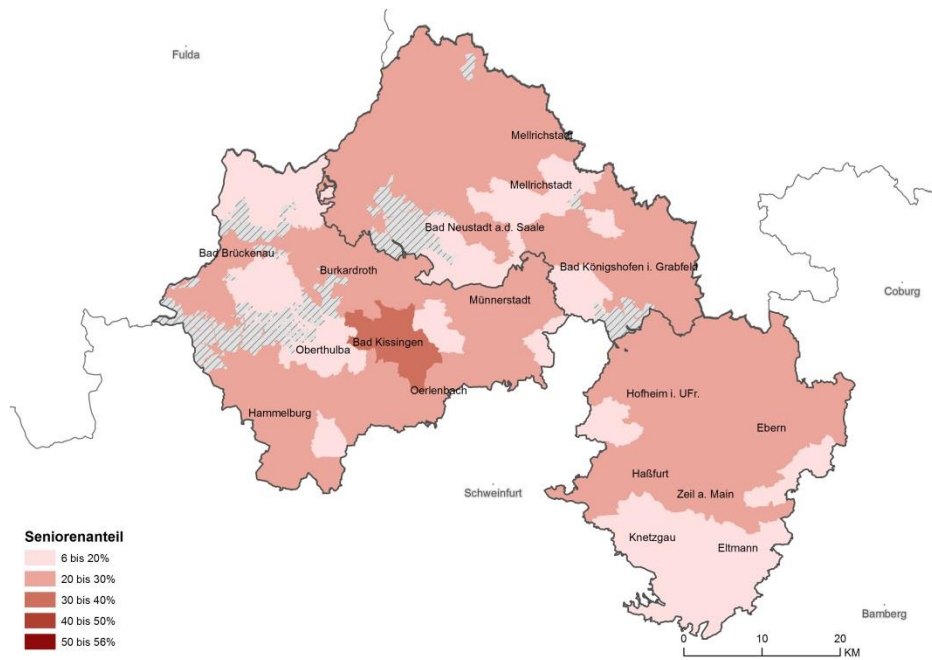 Fulda
Mellrichstadt
Mellrichstadt
Bad Neustadt a.d. Saale
Bad Brückenau
Burkardroth
Bad Königshofen i. Grabfeld
Coburg
Münnerstadt
Oberthulba
Bad Kissingen
Oerlenbach
Hofheim i. UFr.
Hammelburg
Ebern
Haßfurt
Schweinfurt
Zeil a. Main
Knetzgau
Eltmann
Seniorenanteil
6 bis 20%
20 bis 30%
30 bis 40%
40 bis 50%
50 bis 56%
Bamberg
0 10 20
KM